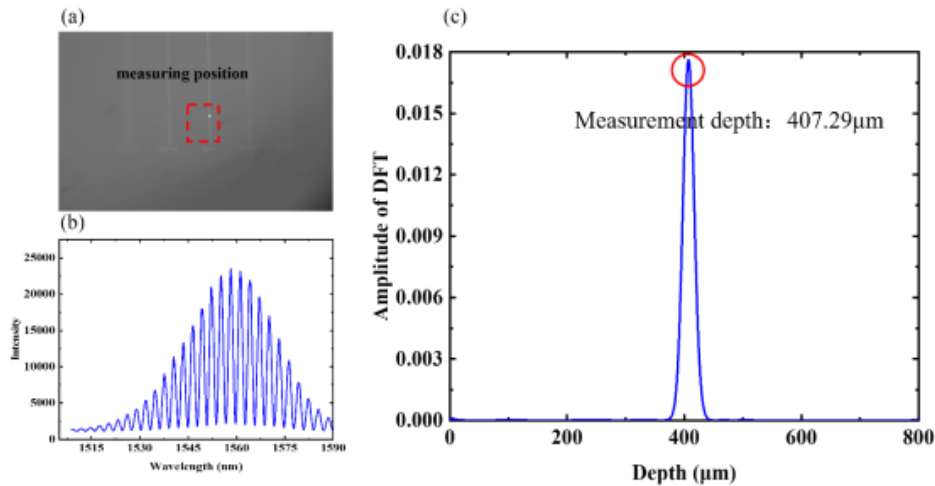 (a)
measuring position
(b)
25000
20000
15000
10000
5000
0
Intensity
1515 1530 1545 1560 1575 1590
Wavelength (nm)
(c)
0.018
0.015
0.012
0.009
0.006
0.003
0.000
Amplitude of DFT
Measurement depth：407.29μm
0 200 400 600 800
Depth (μm)